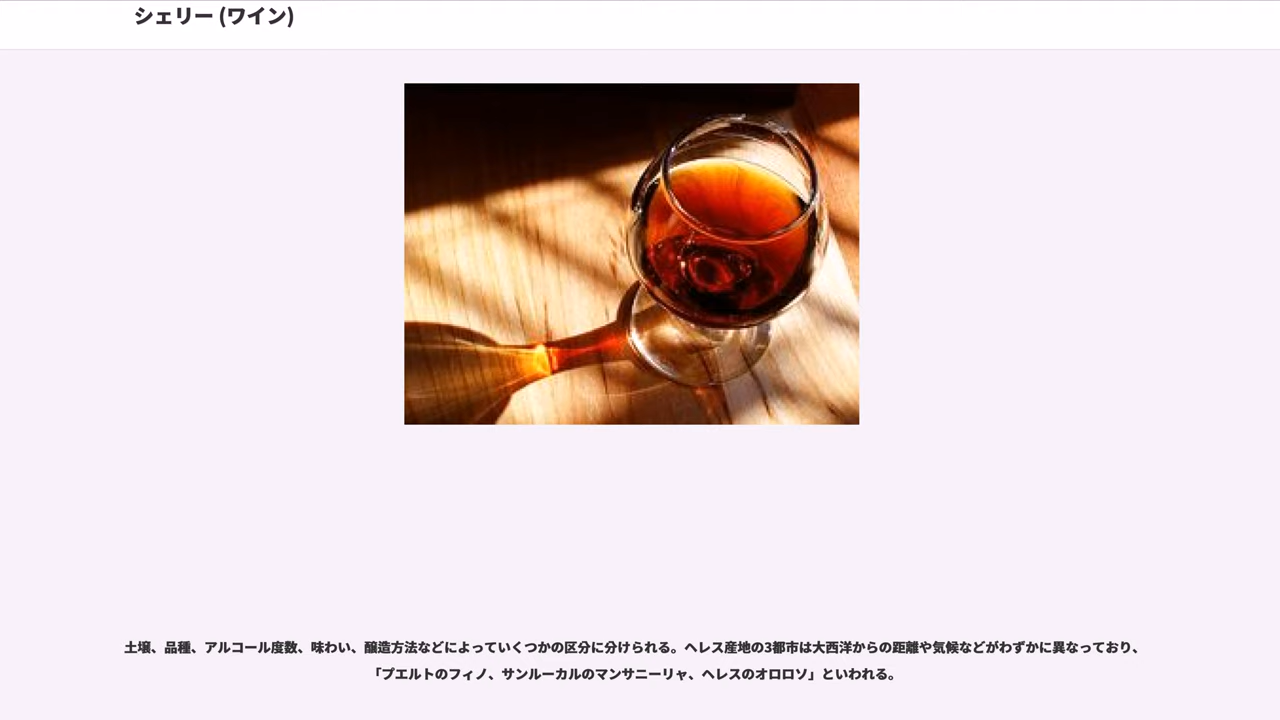 シェリー (ワイン)
土壌、品種、アルコール度数、味わい、醸造方法などによっていくつかの区分に分けられる。ヘレス産地の3都市は大西洋からの距離や気候などがわずかに異なっており、
「プエルトのフィノ、サンルーカルのマンサニーリャ、ヘレスのオロロソ」といわれる。